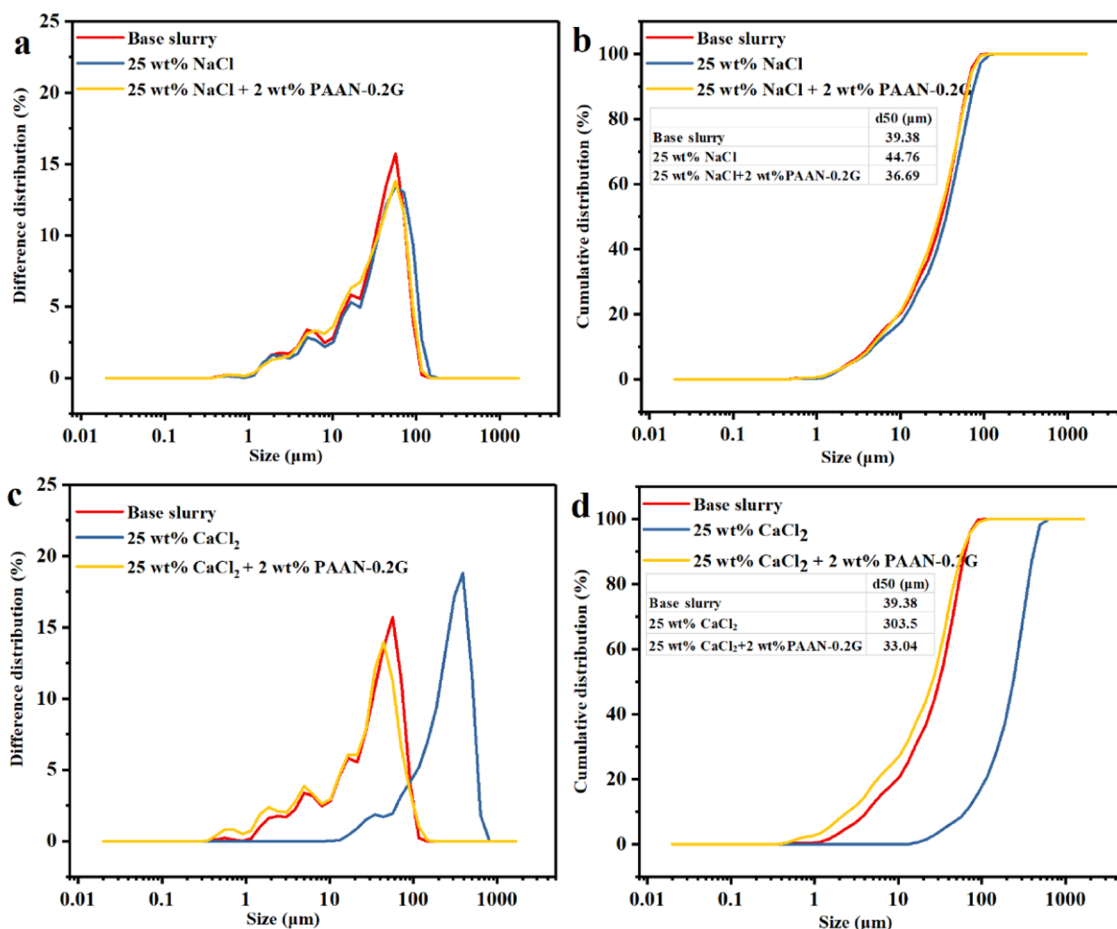 a
25
20
15
10
5
0
Difference distribution (%)
Base slurry
25 wt% NaCl
25 wt% NaCl + 2 wt% PAAN-0.2G
0.01 0.1 1 10 100 1000
Size (µm)
b
100
80
60
40
20
0
Cumulative distribution (%)
Base slurry
25 wt% NaCl
25 wt% NaCl + 2 wt% PAAN-0.2G
d50 (µm)
Base slurry 39.38
25 wt% NaCl 44.76
25 wt% NaCl+2 wt%PAAN-0.2G 36.69
0.01 0.1 1 10 100 1000
Size (µm)
c
25
20
15
10
5
0
Difference distribution (%)
Base slurry
25 wt% CaCl₂
25 wt% CaCl₂ + 2 wt% PAAN-0.2G
0.01 0.1 1 10 100 1000
Size (µm)
d
100
80
60
40
20
0
Cumulative distribution (%)
Base slurry
25 wt% CaCl₂
25 wt% CaCl₂ + 2 wt% PAAN-0.2G
d50 (µm)
Base slurry 39.38
25 wt% CaCl₂ 303.5
25 wt% CaCl₂+2 wt%PAAN-0.2G 33.04
0.01 0.1 1 10 100 1000
Size (µm)